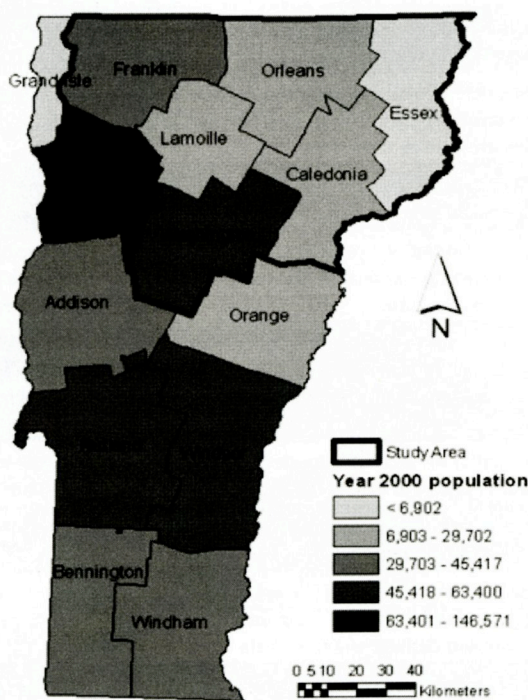 Grand Isle
Franklin
Orleans
Essex
Lamoille
Caledonia
Addison
Orange
N
Bennington
Windham
Study Area
Year 2000 population
< 6,902
6,903 - 29,702
29,703 - 45,417
45,418 - 63,400
63,401 - 146,571
0 5 10 20 30 40
Kilometers